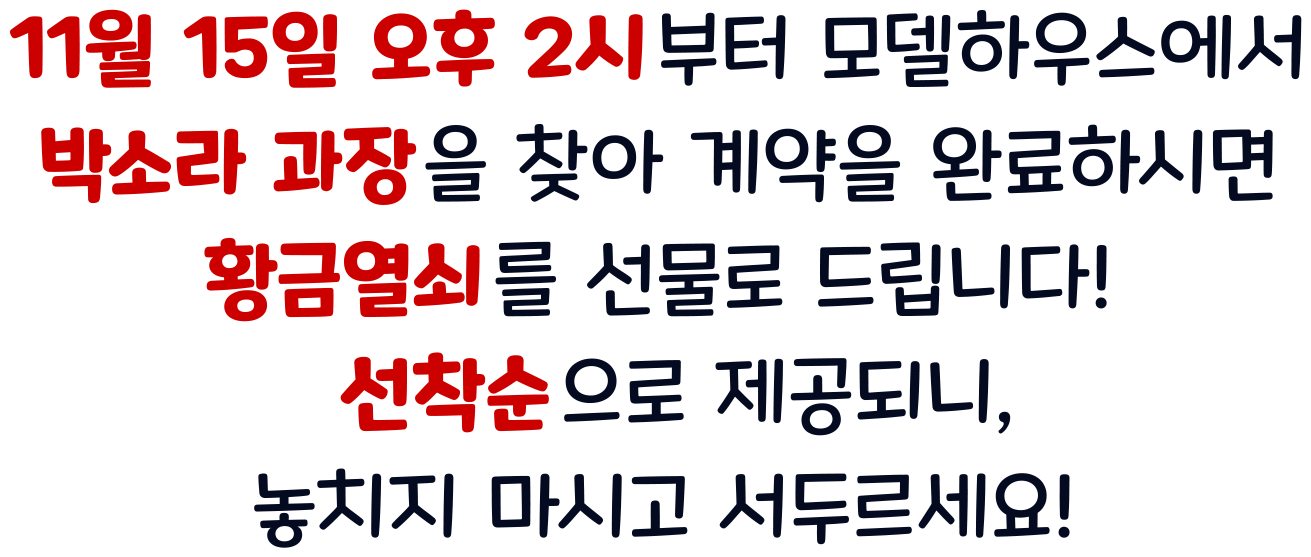 11월 15일 오후 2시부터 모델하우스에서
박소라 과장을 찾아 계약을 완료하시면
황금열쇠를 선물로 드립니다!
선착순으로 제공되니,
놓치지 마시고 서두르세요!